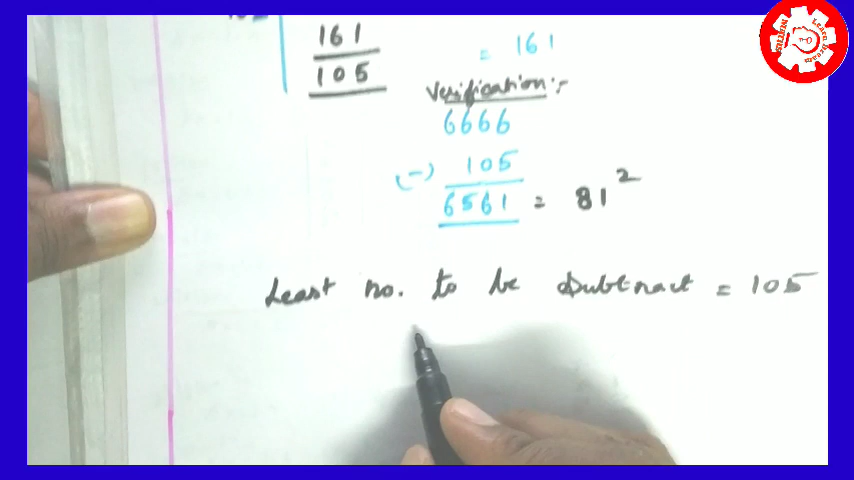 161
= 161
105
Verification:-
6666
(-) 105
6561 = 81²
Least no. to be Subtract = 105